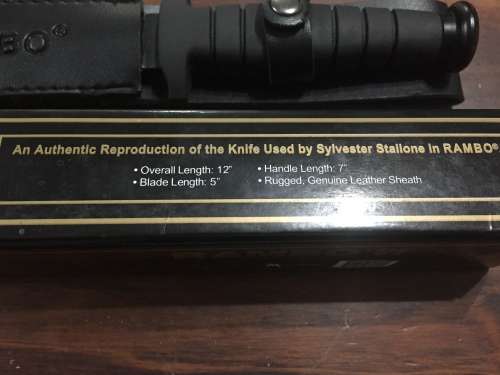 MBO®
An Authentic Reproduction of the Knife Used by Sylvester Stallone in RAMBO®
• Overall Length: 12" • Handle Length: 7"
• Blade Length: 5" • Rugged, Genuine Leather Sheath